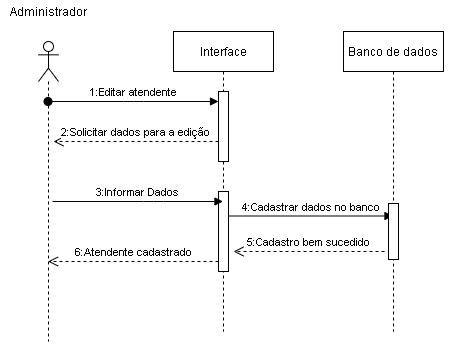 Administrador
Interface
Banco de dados
1:Editar atendente
2:Solicitar dados para a edição
3:Informar Dados
4:Cadastrar dados no banco
5:Cadastro bem sucedido
6:Atendente cadastrado